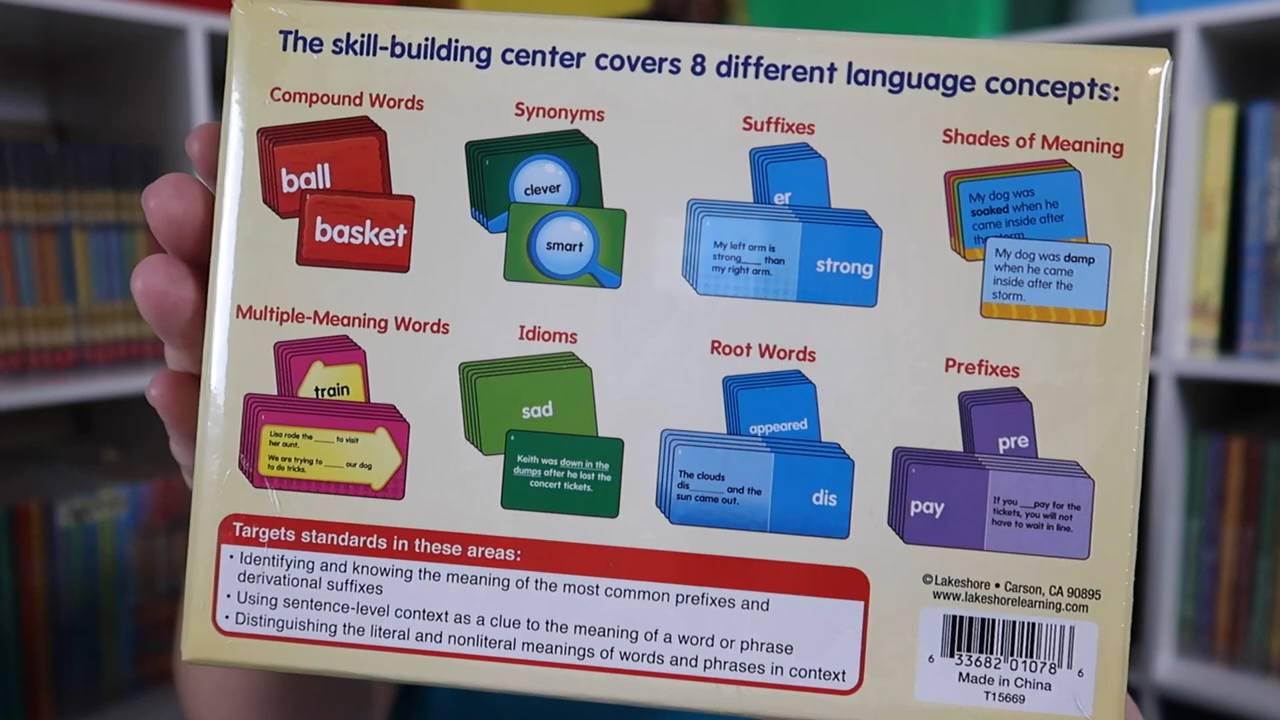 The skill-building center covers 8 different language concepts:
Compound Words
ball
basket
Synonyms
clever
smart
Suffixes
er
My left arm is
strong____ than
my right arm.
strong
Shades of Meaning
My dog was
soaked when he
came inside after
the storm.
My dog was damp
when he came
inside after the
storm.
Multiple-Meaning Words
train
Lisa rode the _____ to visit
her aunt.
We are trying to _____ our dog
to do tricks.
Idioms
sad
Keith was down in the
dumps after he lost the
concert tickets.
Root Words
appeared
The clouds
dis_______ and the
sun came out.
dis
Prefixes
pre
pay
If you ___pay for the
tickets, you will not
have to wait in line.
Targets standards in these areas:
• Identifying and knowing the meaning of the most common prefixes and
derivational suffixes
• Using sentence-level context as a clue to the meaning of a word or phrase
• Distinguishing the literal and nonliteral meanings of words and phrases in context
©Lakeshore • Carson, CA 90895
www.lakeshorelearning.com
6 33682 01078 6
Made in China
T15669